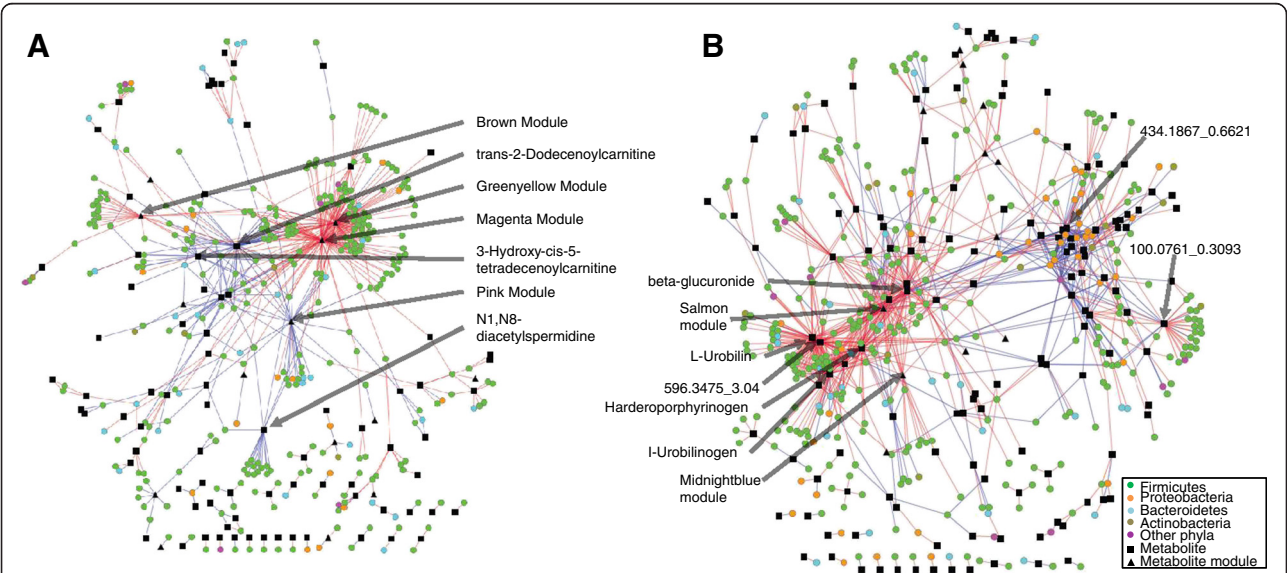 A
Brown Module
trans-2-Dodecenoylcarnitine
Greenyellow Module
Magenta Module
3-Hydroxy-cis-5-
tetradecenoylcarnitine
Pink Module
N1,N8-
diacetylspermidine
B
434.1867_0.6621
100.0761_0.3093
beta-glucuronide
Salmon
module
L-Urobilin
596.3475_3.04
Harderoporphyrinogen
I-Urobilinogen
Midnightblue
module
Firmicutes
Proteobacteria
Bacteroidetes
Actinobacteria
Other phyla
Metabolite
Metabolite module